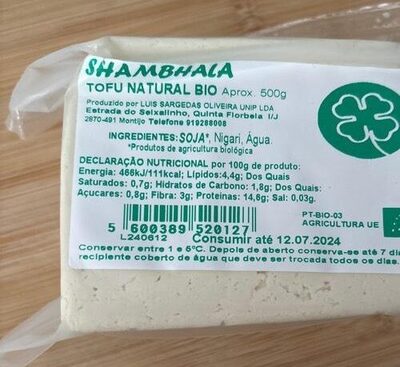 SHAMBHALA
TOFU NATURAL BIO Aprox. 500g
Produzido por LUIS SARGEDAS OLIVEIRA UNIP LDA
Estrada do Seixalinho, Quinta Florbela I/J
2870-491 Montijo Telefone 919288008
INGREDIENTES:SOJA*, Nigari, Água.
*Produtos de agricultura biológica
DECLARAÇÃO NUTRICIONAL por 100g de produto:
Energia: 466kJ/111kcal; Lípidos:4,4g; Dos Quais
Saturados: 0,7g; Hidratos de Carbono: 1,8g; Dos Quais:
Açucares: 0,8g; Fibra: 3g; Proteínas: 14,6g; Sal: 0,03g.
PT-BIO-03
AGRICULTURA UE
5 600389 520127
L240612 Consumir até 12.07.2024
Conservar entre 1 e 5ºC. Depois de aberto conserva-se até 7 dia
recipiente coberto de água que deve ser trocada todos os dias.